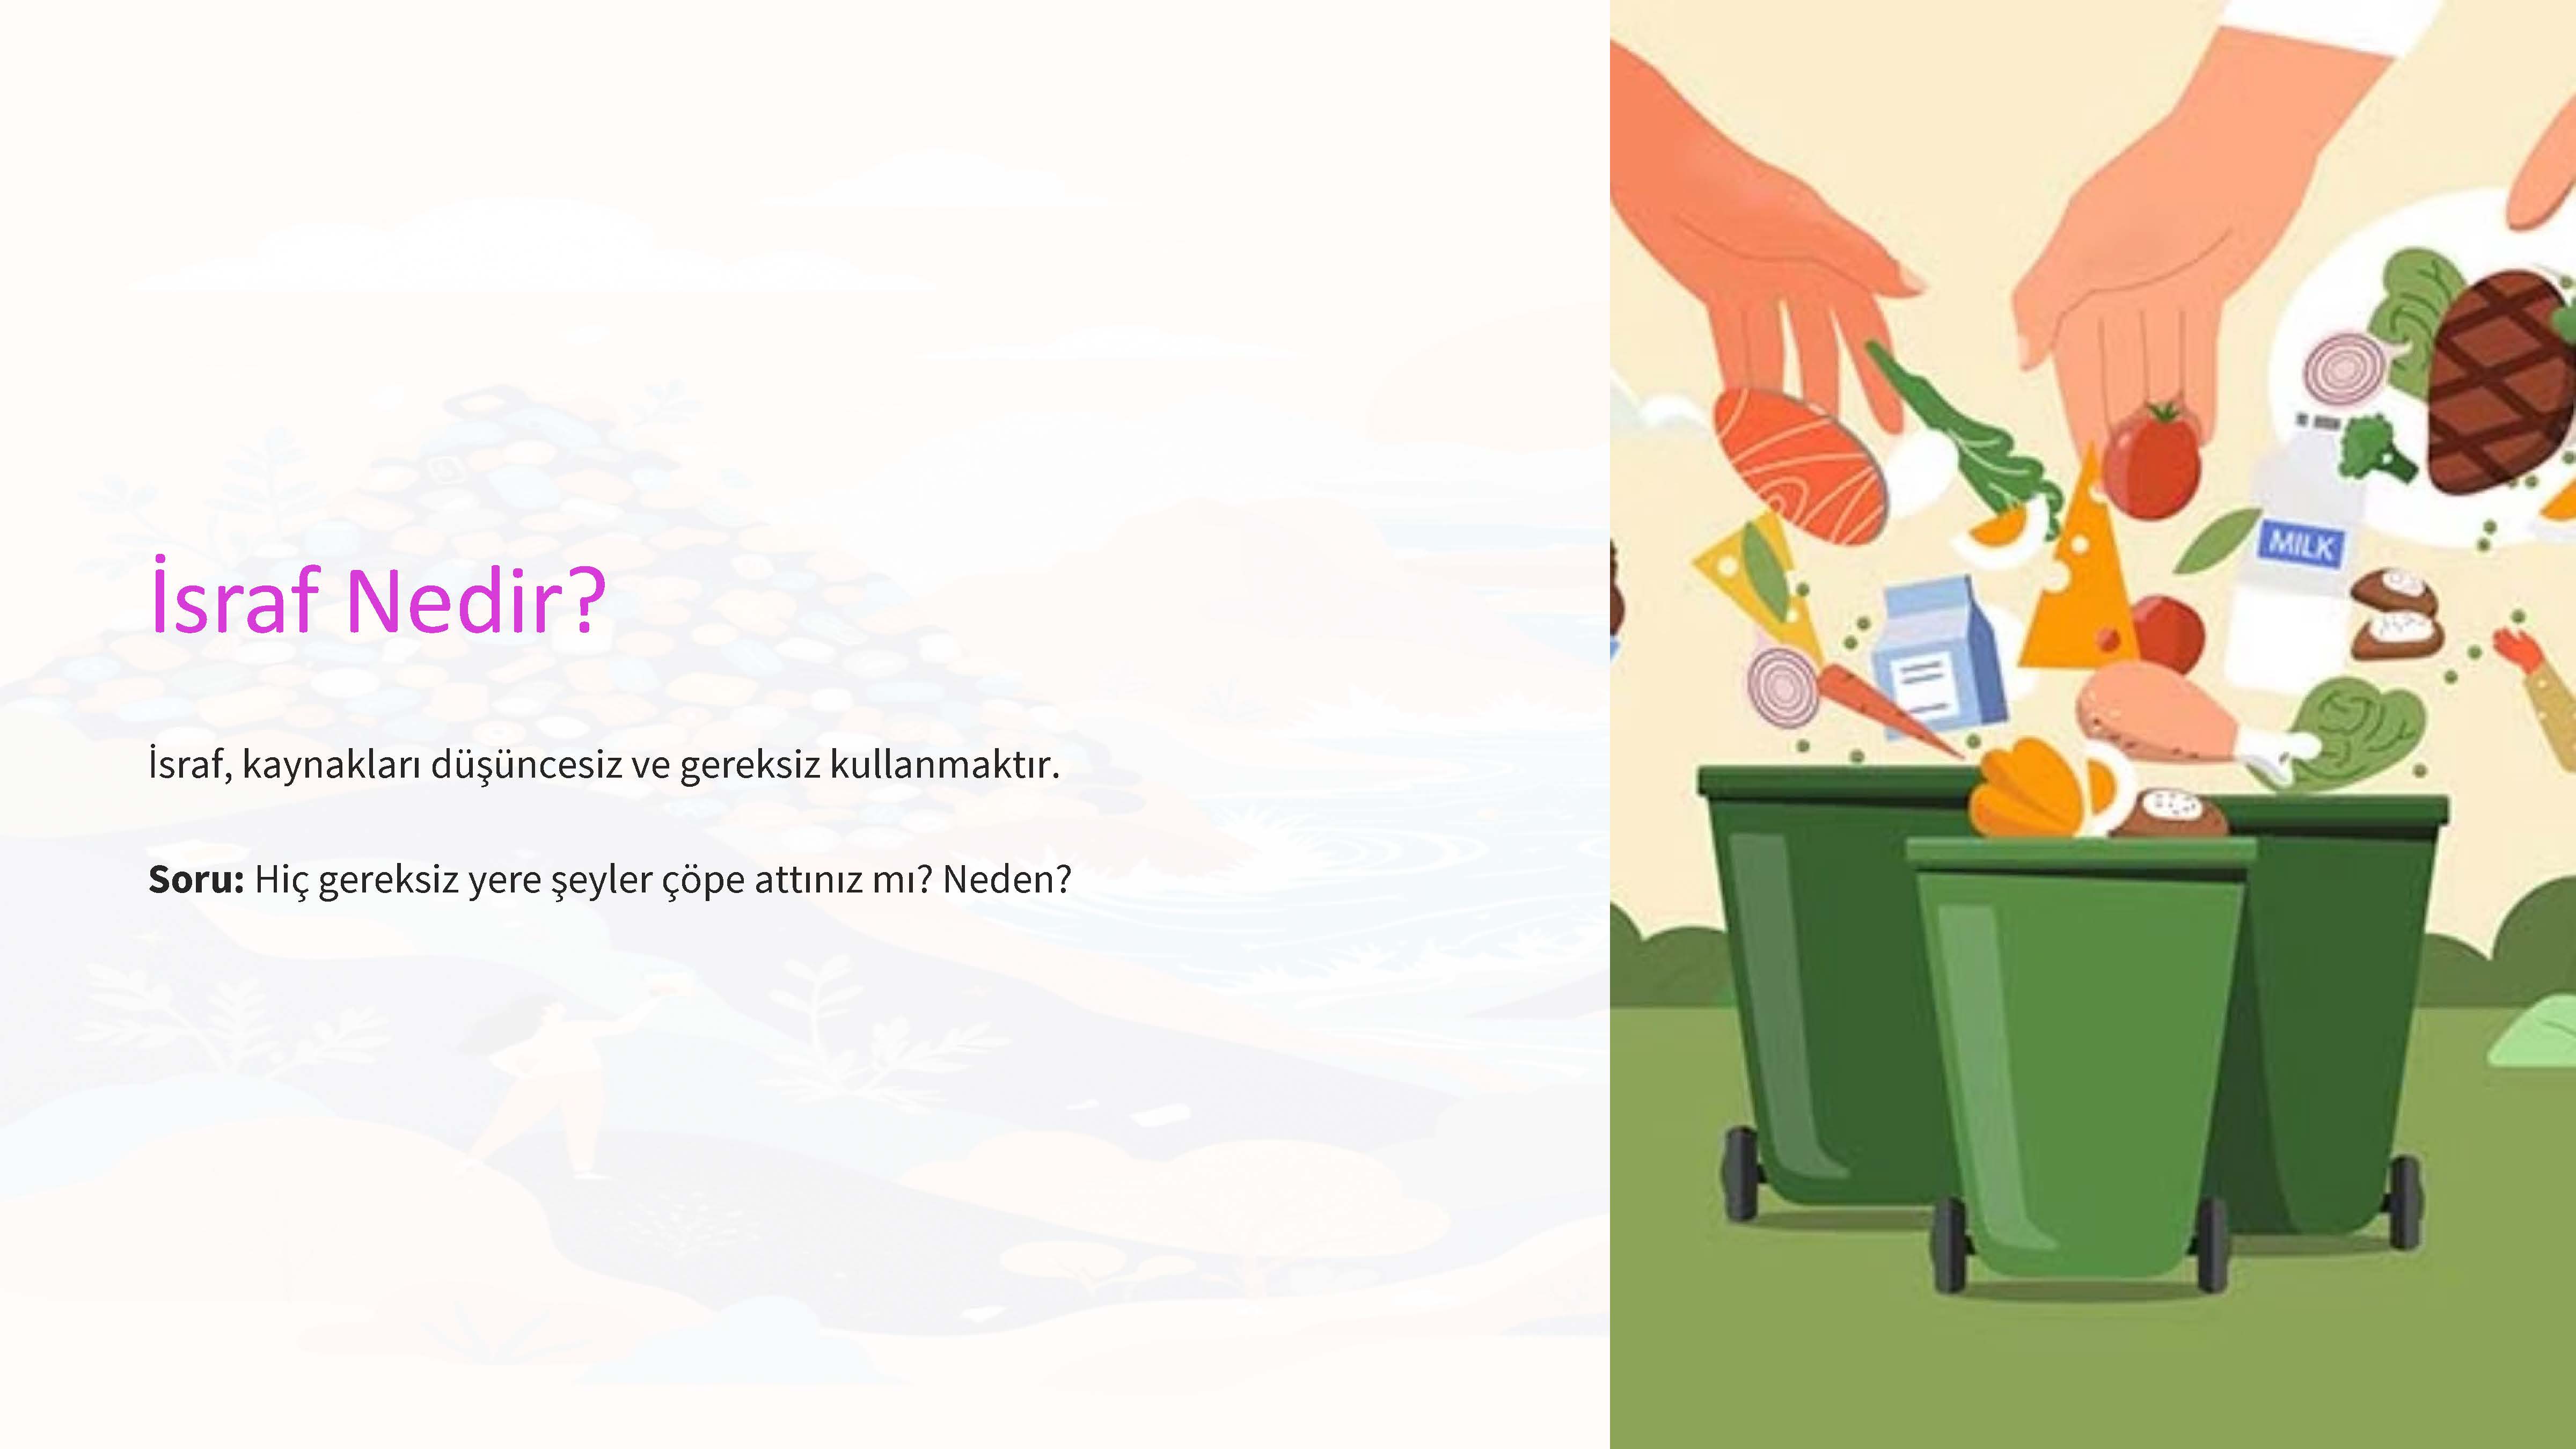 İsraf Nedir?
İsraf, kaynakları düşüncesiz ve gereksiz kullanmaktır.
Soru: Hiç gereksiz yere şeyler çöpe attınız mı? Neden?
MILK